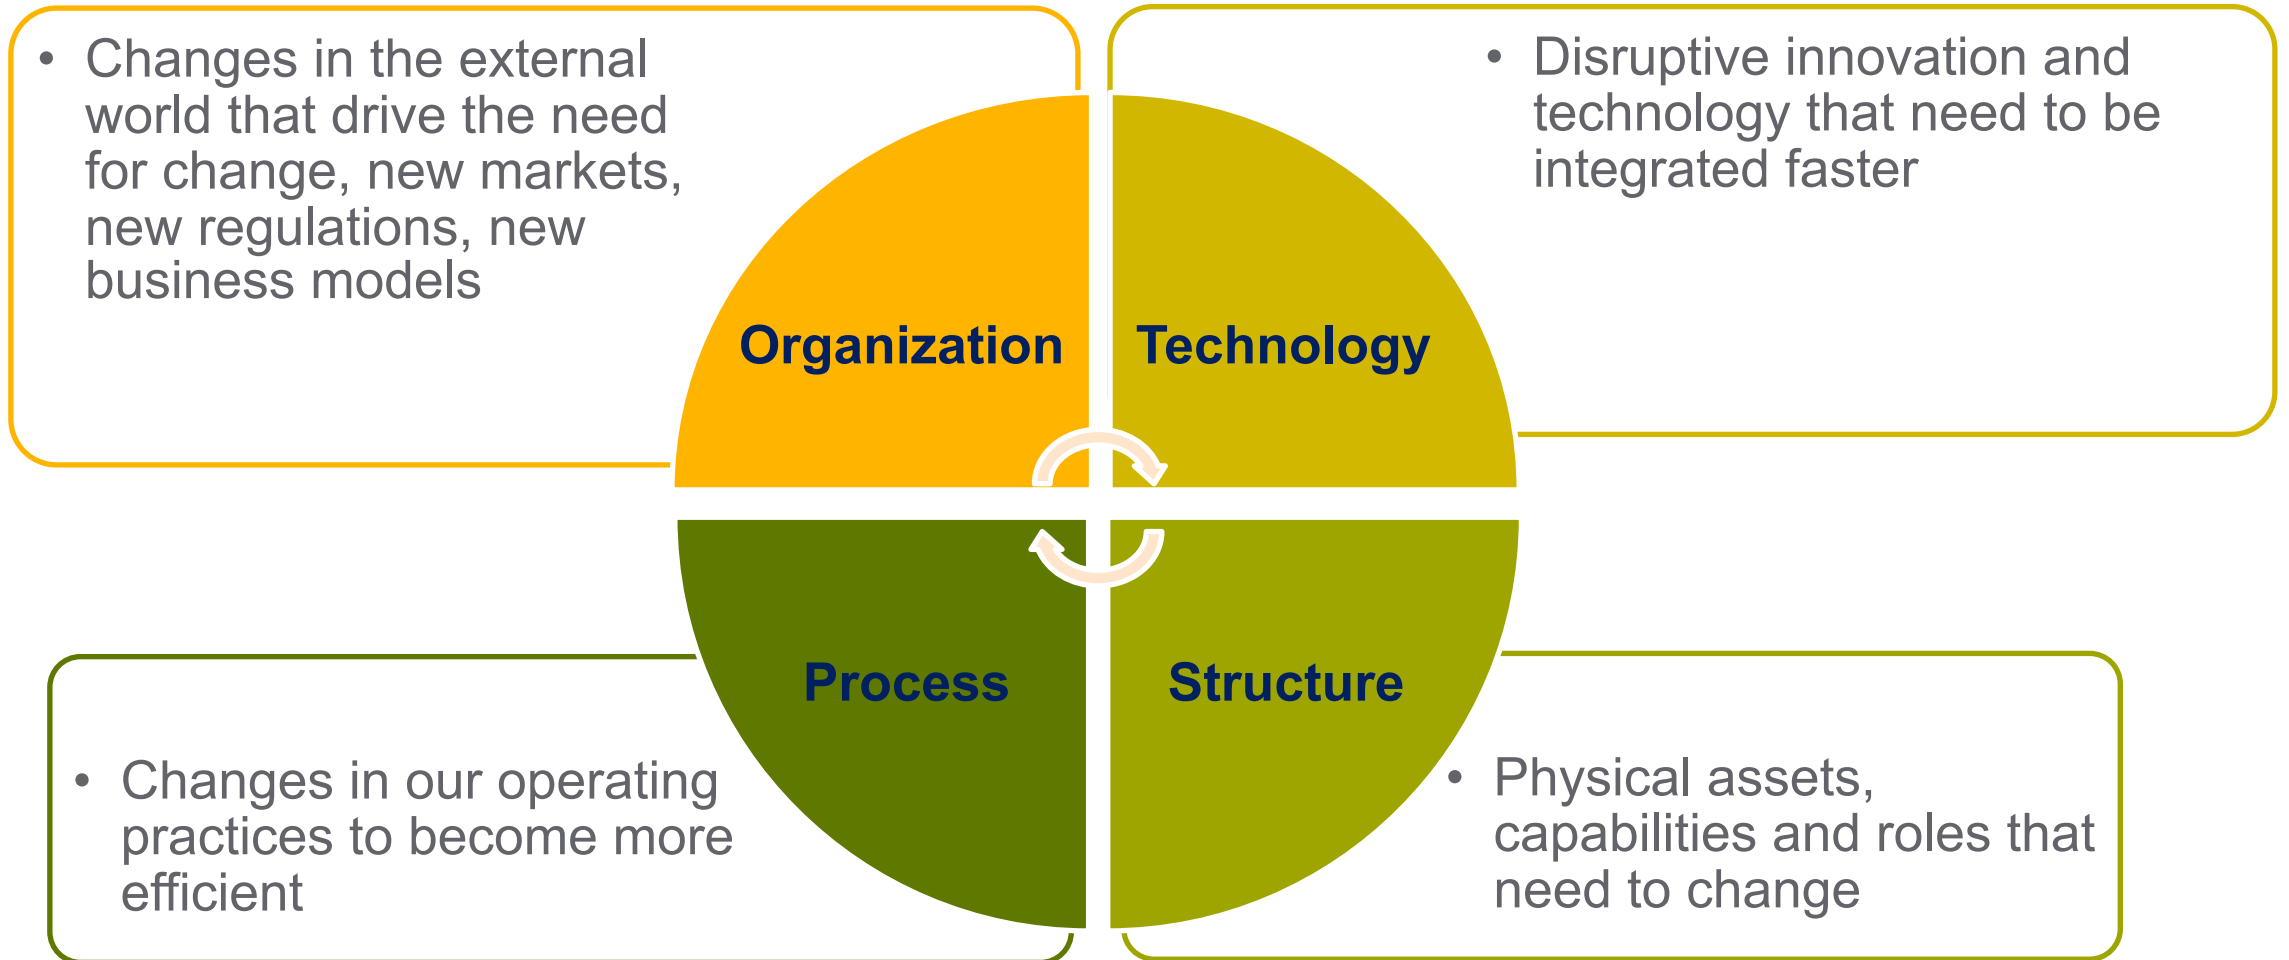 • Changes in the external
world that drive the need
for change, new markets,
new regulations, new
business models
• Disruptive innovation and
technology that need to be
integrated faster
Organization
Technology
Process
Structure
• Changes in our operating
practices to become more
efficient
• Physical assets,
capabilities and roles that
need to change